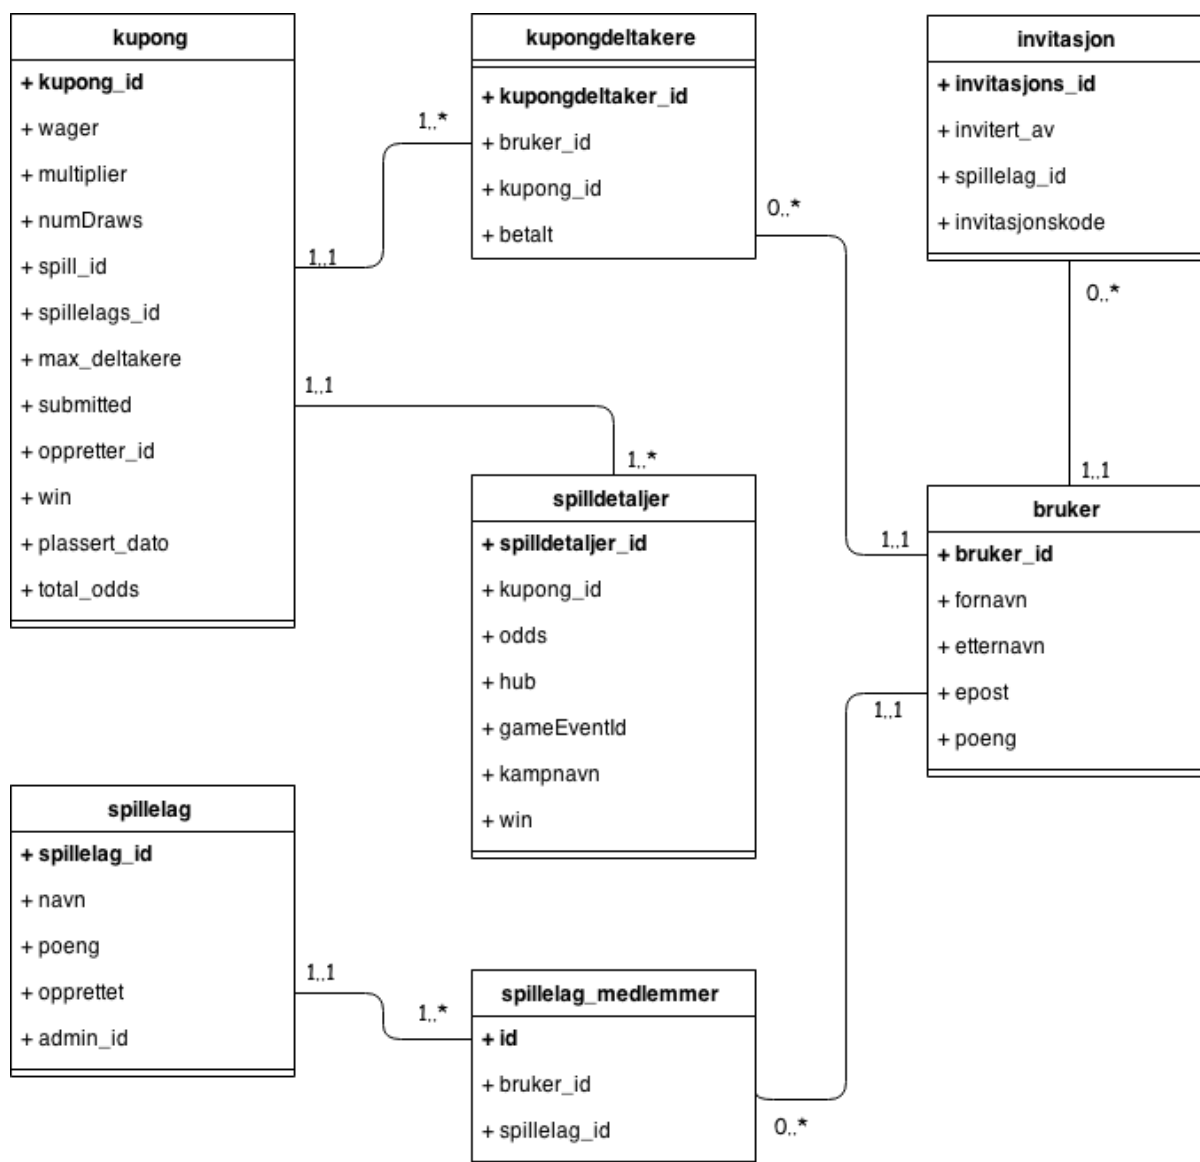 kupong
+ kupong_id
+ wager
+ multiplier
+ numDraws
+ spill_id
+ spillelags_id
+ max_deltakere
+ submitted
+ oppretter_id
+ win
+ plassert_dato
+ total_odds
1..1
1..*
kupongdeltakere
+ kupongdeltaker_id
+ bruker_id
+ kupong_id
+ betalt
0..*
1..1
invitasjon
+ invitasjons_id
+ invitert_av
+ spillelag_id
+ invitasjonskode
0..*
1..1
1..1
1..*
spilldetaljer
+ spilldetaljer_id
+ kupong_id
+ odds
+ hub
+ gameEventId
+ kampnavn
+ win
bruker
+ bruker_id
+ fornavn
+ etternavn
+ epost
+ poeng
1..1
spillelag
+ spillelag_id
+ navn
+ poeng
+ opprettet
+ admin_id
1..1
1..*
spillelag_medlemmer
+ id
+ bruker_id
+ spillelag_id
0..*